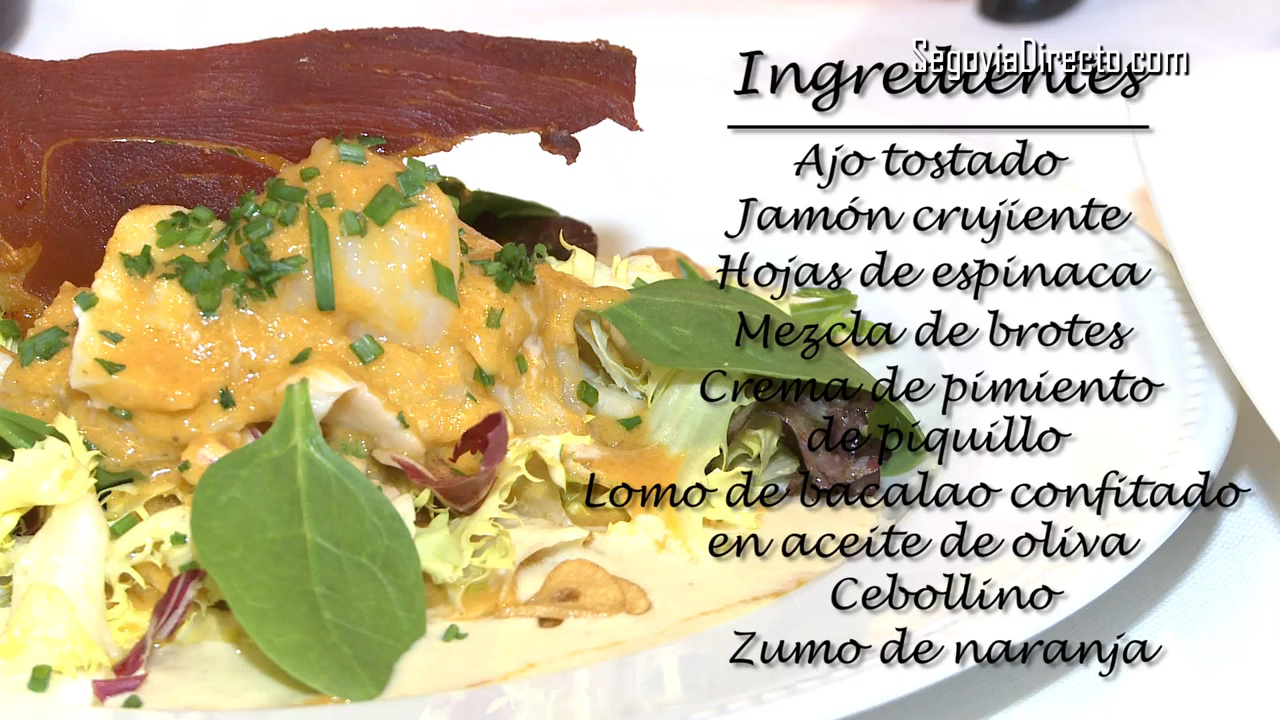 SegoviaDirecto.com
Ingredientes
Ajo tostado
Jamón crujiente
Hojas de espinaca
Mezcla de brotes
Crema de pimiento
de piquillo
Lomo de bacalao confitado
en aceite de oliva
Cebollino
Zumo de naranja